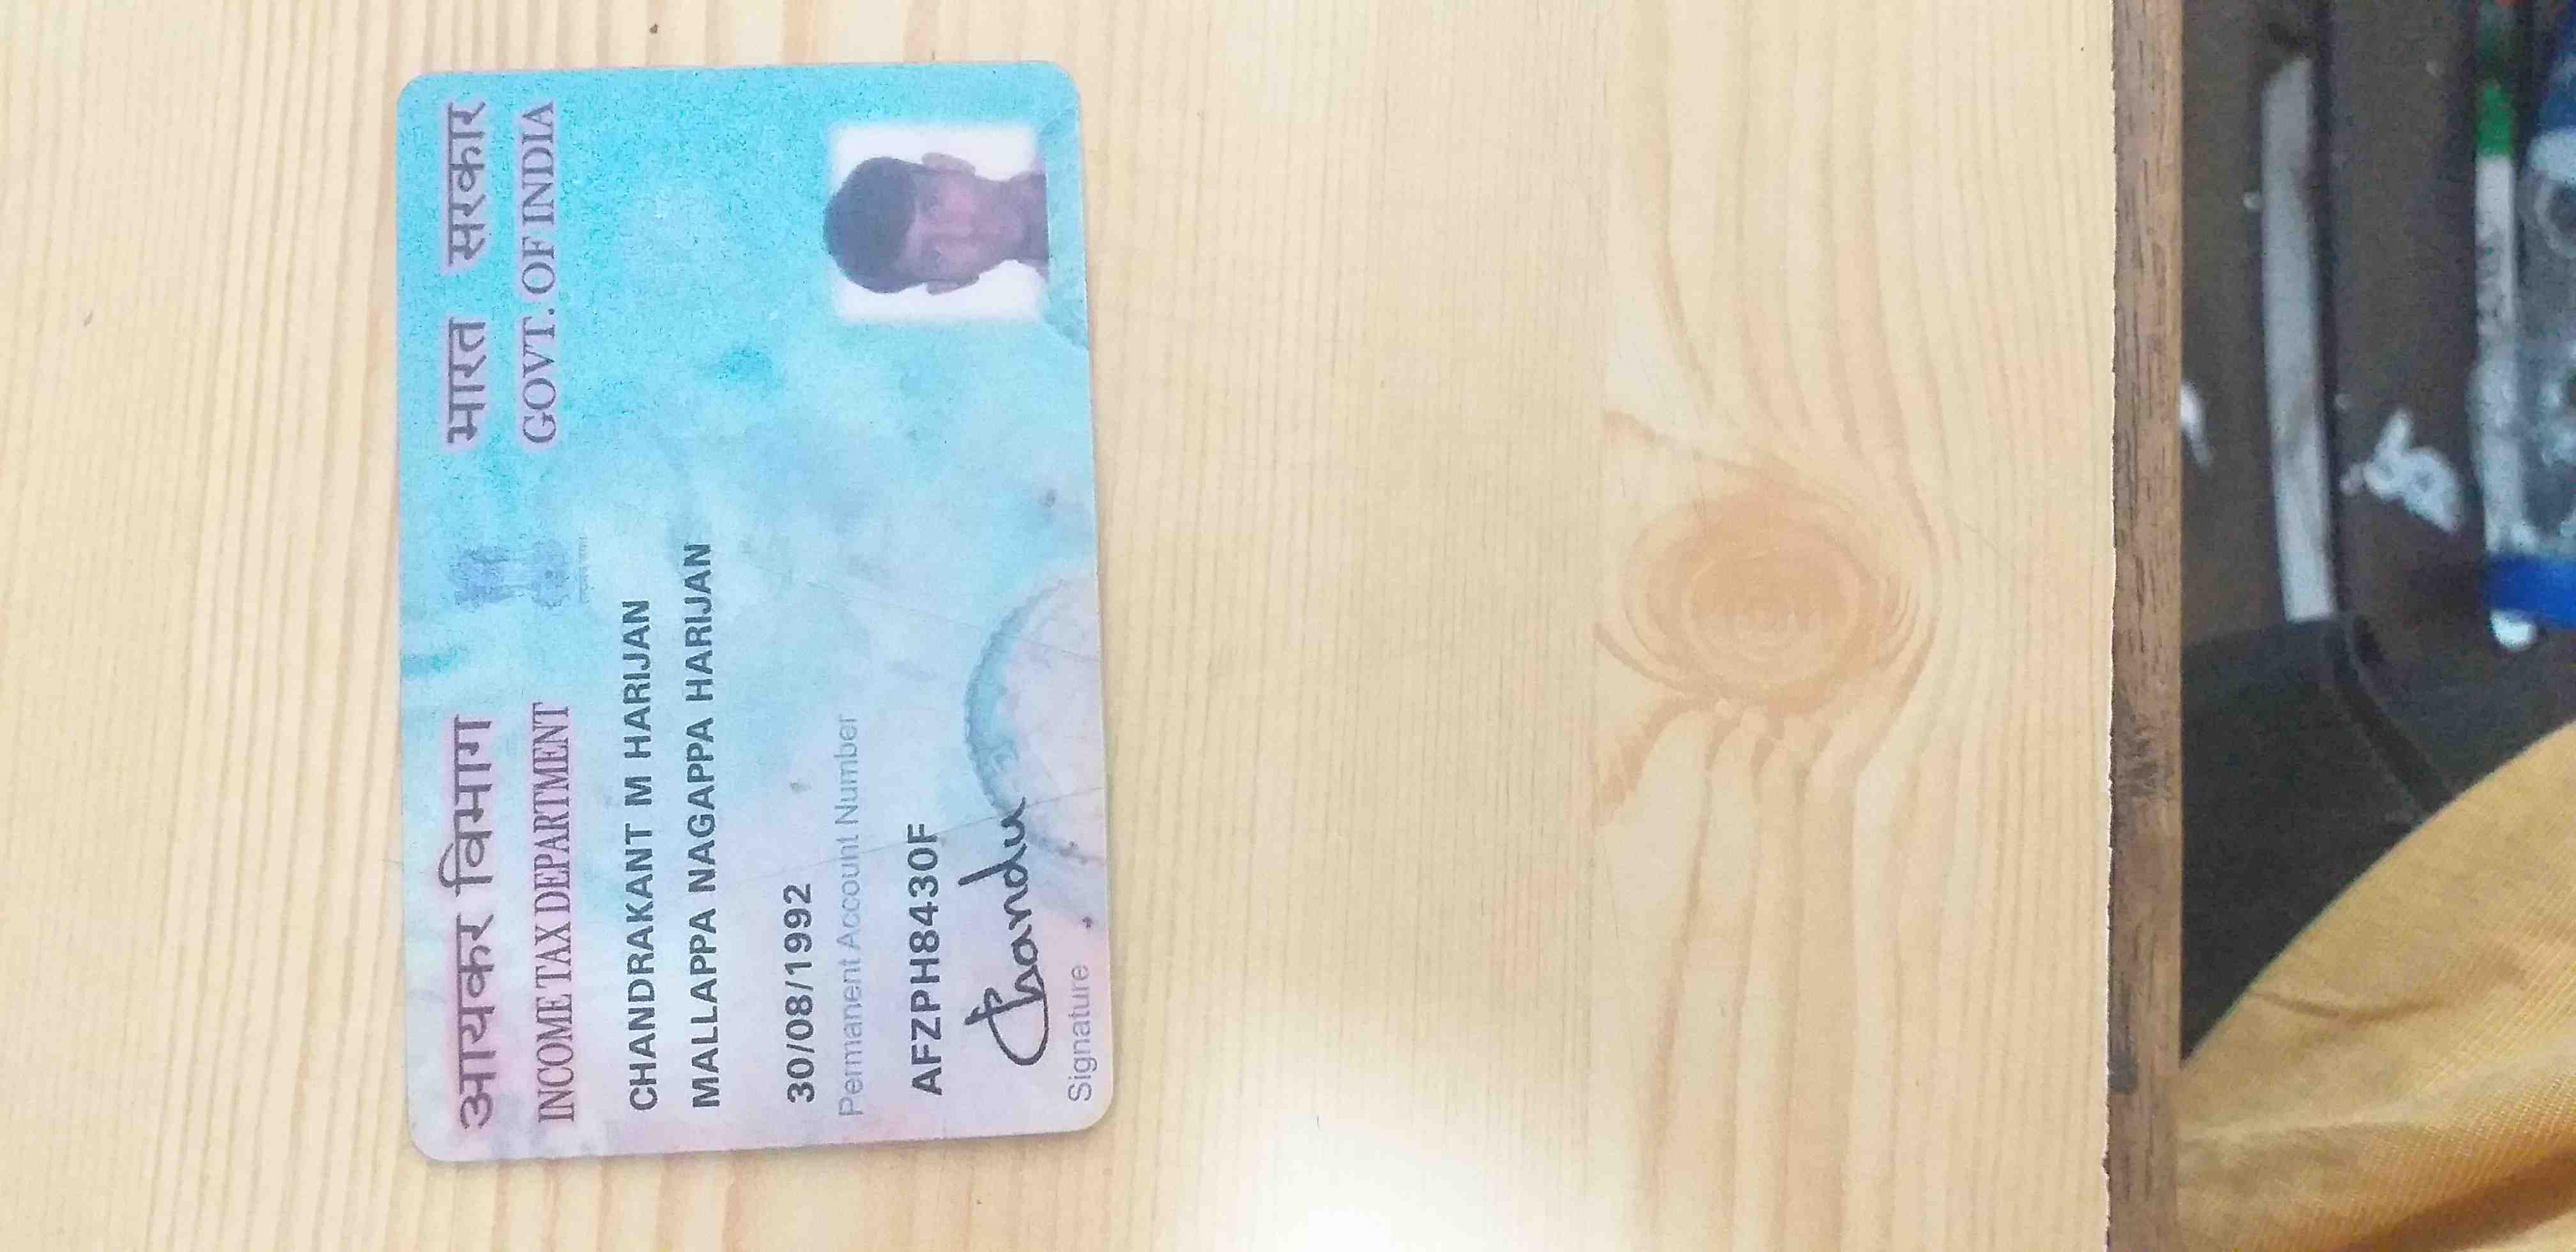 आयकर विभाग
INCOME TAX DEPARTMENT
भारत सरकार
GOVT. OF INDIA
CHANDRAKANT M HARIJAN
MALLAPPA NAGAPPA HARIJAN
30/08/1992
Permanent Account Number
AFZPH8430F
Chandu
Signature